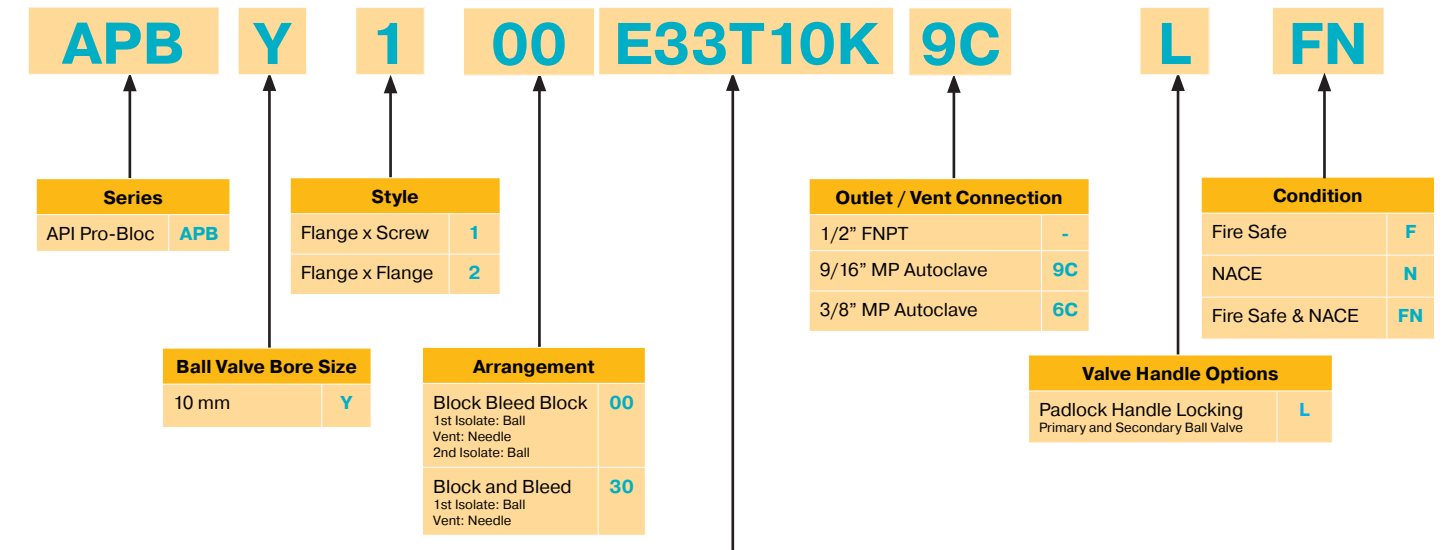 APB Y 1 00 E33T10K 9C L FN
Series
API Pro-Bloc APB
Style
Flange x Screw 1
Flange x Flange 2
Outlet / Vent Connection
1/2” FNPT -
9/16” MP Autoclave 9C
3/8” MP Autoclave 6C
Condition
Fire Safe F
NACE N
Fire Safe & NACE FN
Ball Valve Bore Size
10 mm Y
Arrangement
Block Bleed Block 00
1st Isolate: Ball
Vent: Needle
2nd Isolate: Ball
Block and Bleed 30
1st Isolate: Ball
Vent: Needle
Valve Handle Options
Padlock Handle Locking L
Primary and Secondary Ball Valve